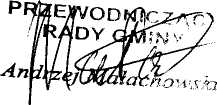 PRZEWODNICZĄCY
RADY GMINY
Andrzej Małachowski